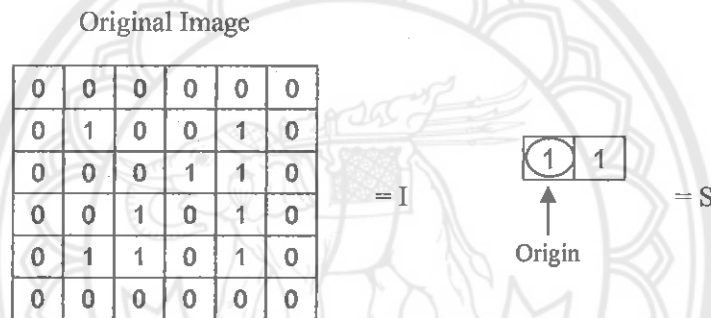 Original Image
0 0 0 0 0 0
0 1 0 0 1 0
0 0 0 1 1 0
0 0 1 0 1 0
0 1 1 0 1 0
0 0 0 0 0 0
= I
1 1
= S
Origin